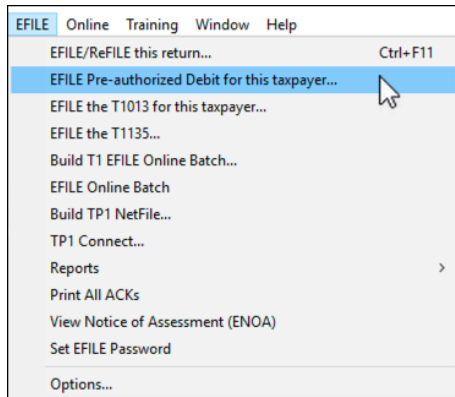 EFILE Online Training Window Help
EFILE/ReFILE this return... Ctrl+F11
EFILE Pre-authorized Debit for this taxpayer...
EFILE the T1013 for this taxpayer...
EFILE the T1135...
Build T1 EFILE Online Batch...
EFILE Online Batch
Build TP1 NetFile...
TP1 Connect...
Reports
Print All ACKs
View Notice of Assessment (ENOA)
Set EFILE Password
Options...